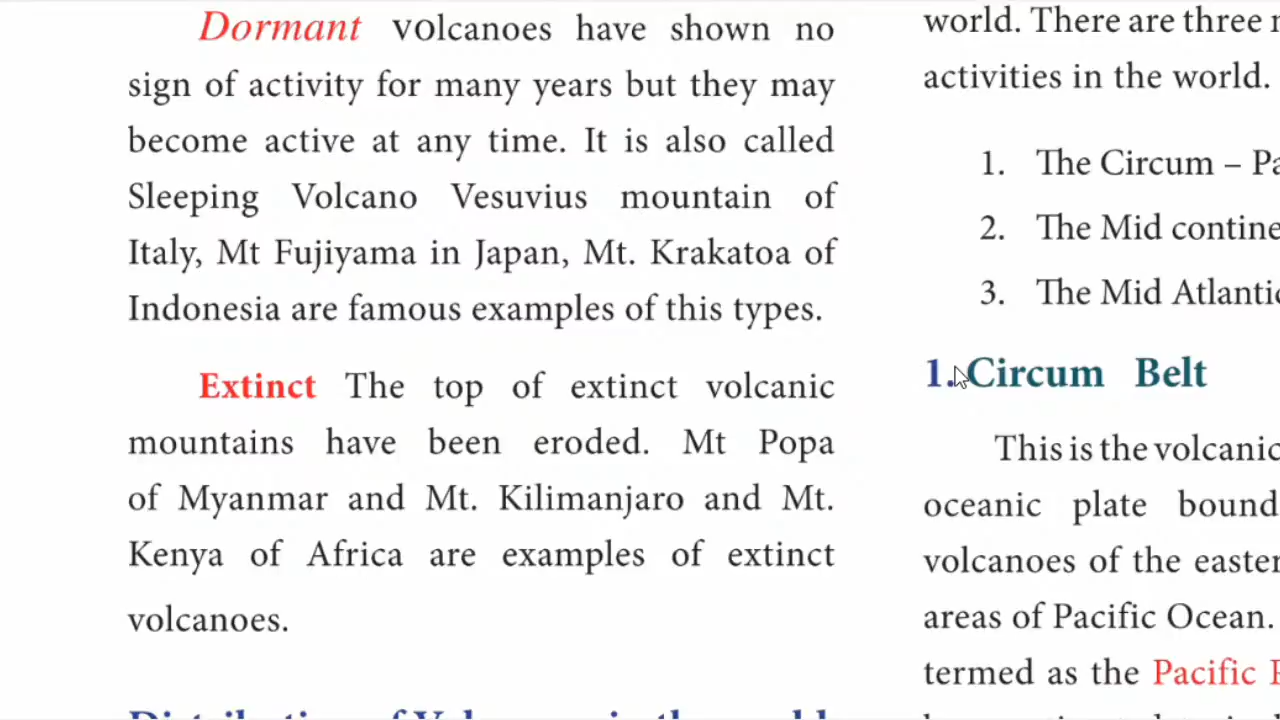 Dormant volcanoes have shown no
sign of activity for many years but they may
become active at any time. It is also called
Sleeping Volcano Vesuvius mountain of
Italy, Mt Fujiyama in Japan, Mt. Krakatoa of
Indonesia are famous examples of this types.
Extinct The top of extinct volcanic
mountains have been eroded. Mt Popa
of Myanmar and Mt. Kilimanjaro and Mt.
Kenya of Africa are examples of extinct
volcanoes.
world. There are three
activities in the world.
1. The Circum –
2. The Mid
3. The Mid
1. Circum Belt
This is the volcanic
oceanic plate
volcanoes of the
areas of Pacific Ocean.
termed as the Pacific